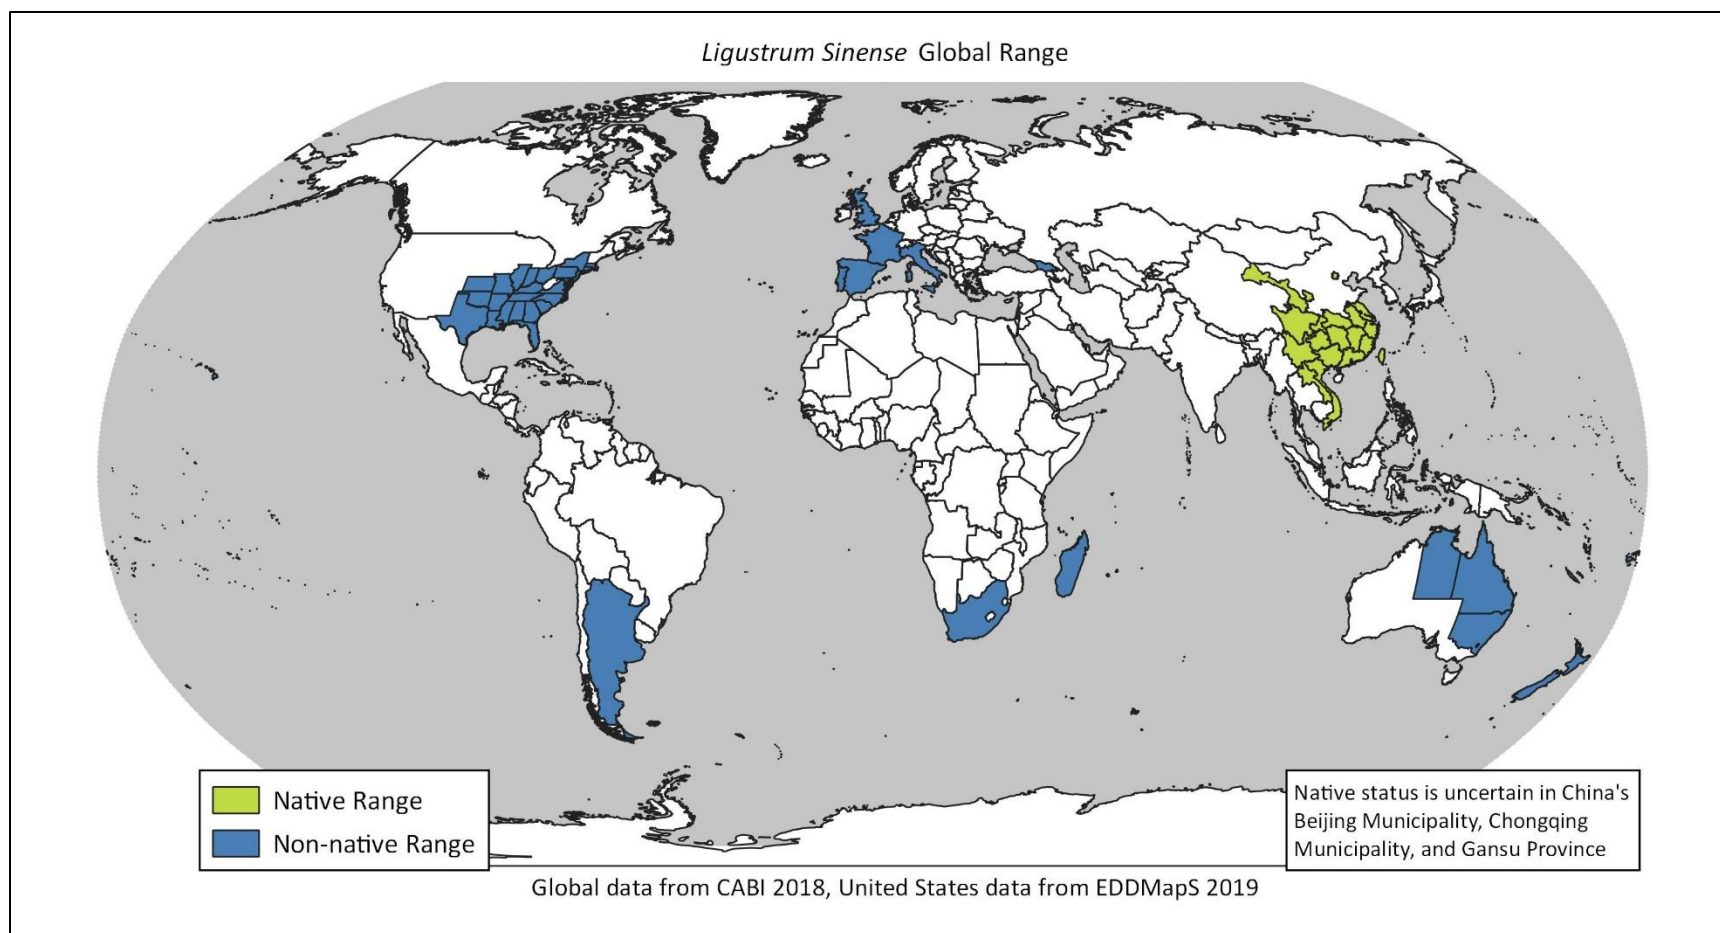 Ligustrum Sinense Global Range
Native Range
Non-native Range
Native status is uncertain in China's
Beijing Municipality, Chongqing
Municipality, and Gansu Province
Global data from CABI 2018, United States data from EDDMapS 2019